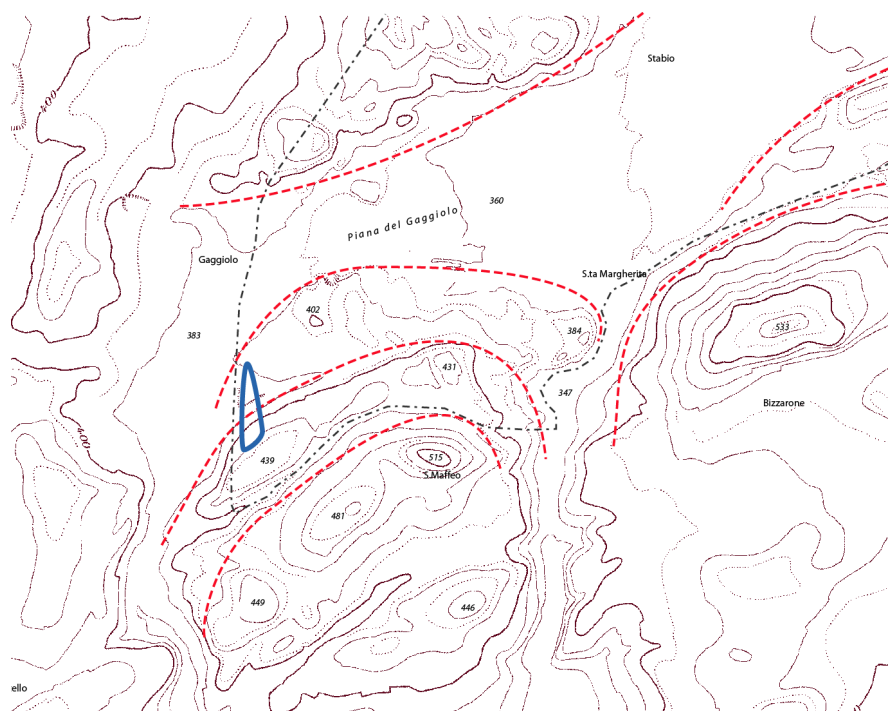 Stabio
400
360
Piana del Gaggiolo
Gaggiolo
S.ta Margherita
402
384
533
383
431
347
Bizzarone
400
439
515
S.Maffeo
481
449
446
ello